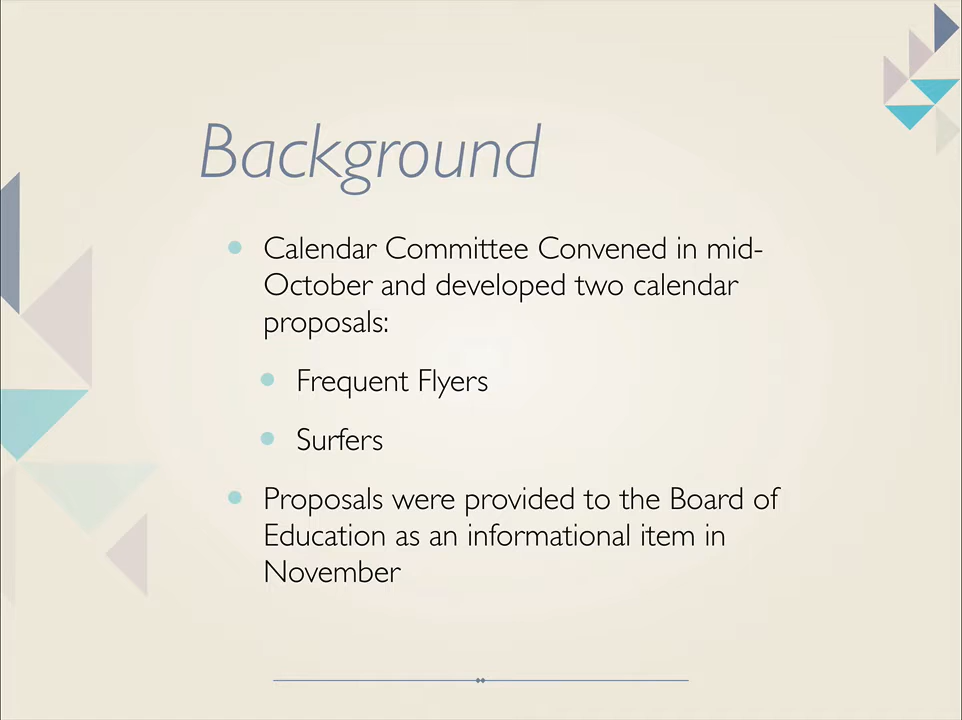 Background
Calendar Committee Convened in mid-
October and developed two calendar
proposals:
Frequent Flyers
Surfers
Proposals were provided to the Board of
Education as an informational item in
November